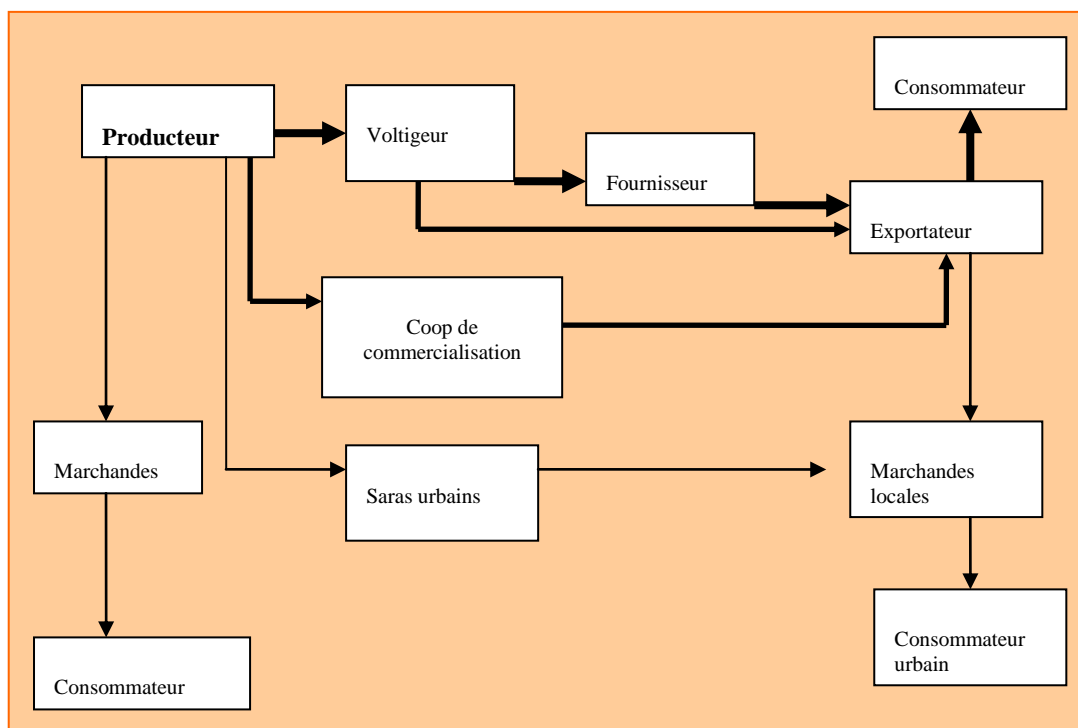 Consommateur
Producteur
Voltigeur
Fournisseur
Exportateur
Coop de
commercialisation
Marchandes
Saras urbains
Marchandes
locales
Consommateur
Consommateur
urbain